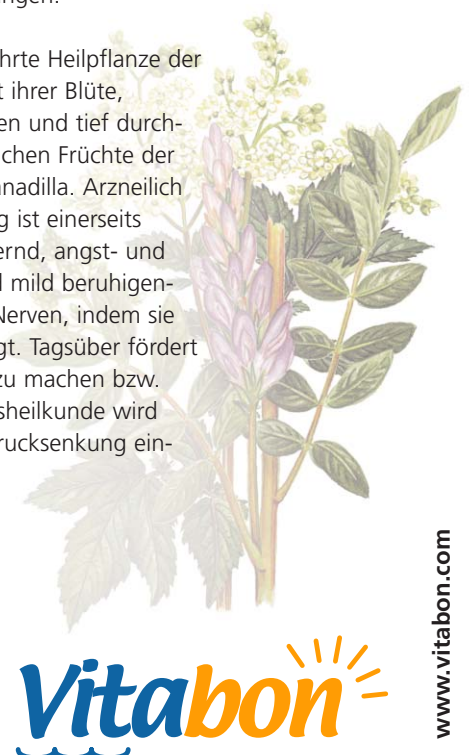 ngen.
hrte Heilpflanze der
t ihrer Blüte,
en und tief durch-
ichen Früchte der
nadilla. Arzneilich
g ist einerseits
ernd, angst- und
d mild beruhigen-
Nerven, indem sie
gt. Tagsüber fördert
zu machen bzw.
sheilkunde wird
drucksenkung ein-
www.vitabon.com
Vitabon